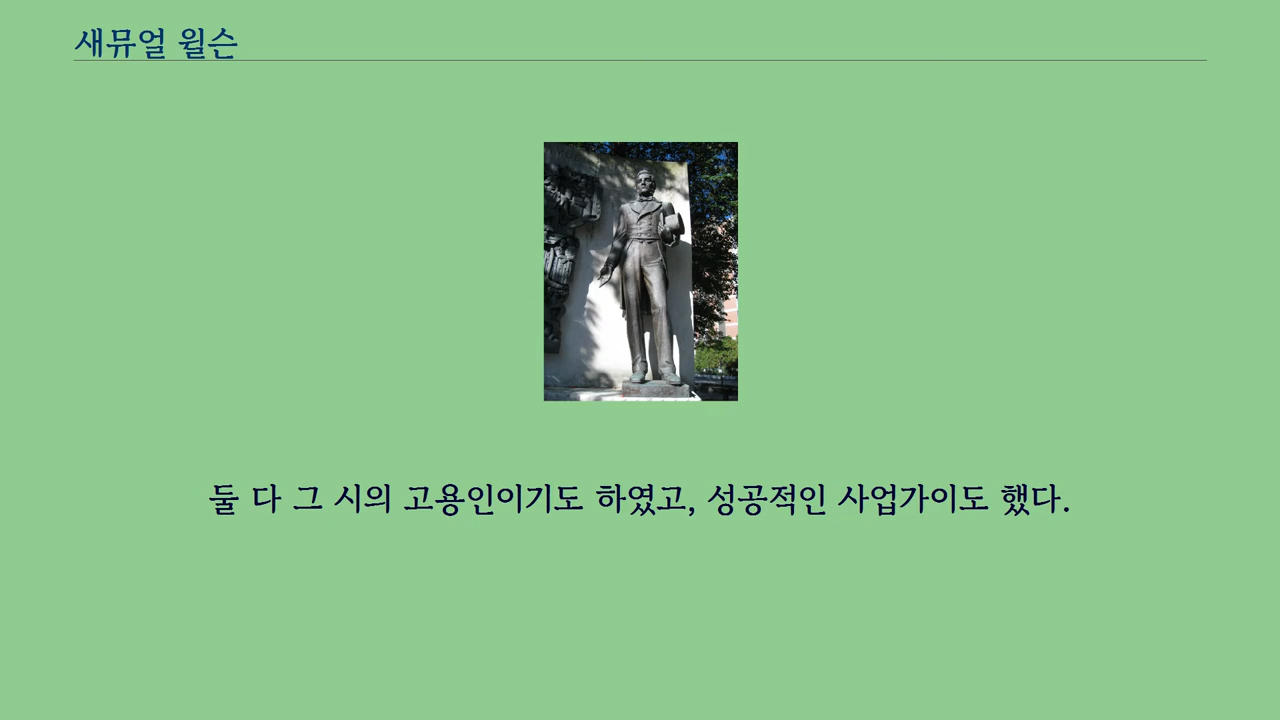 새뮤얼 윌슨
둘 다 그 시의 고용인이기도 하였고, 성공적인 사업가이도 했다.